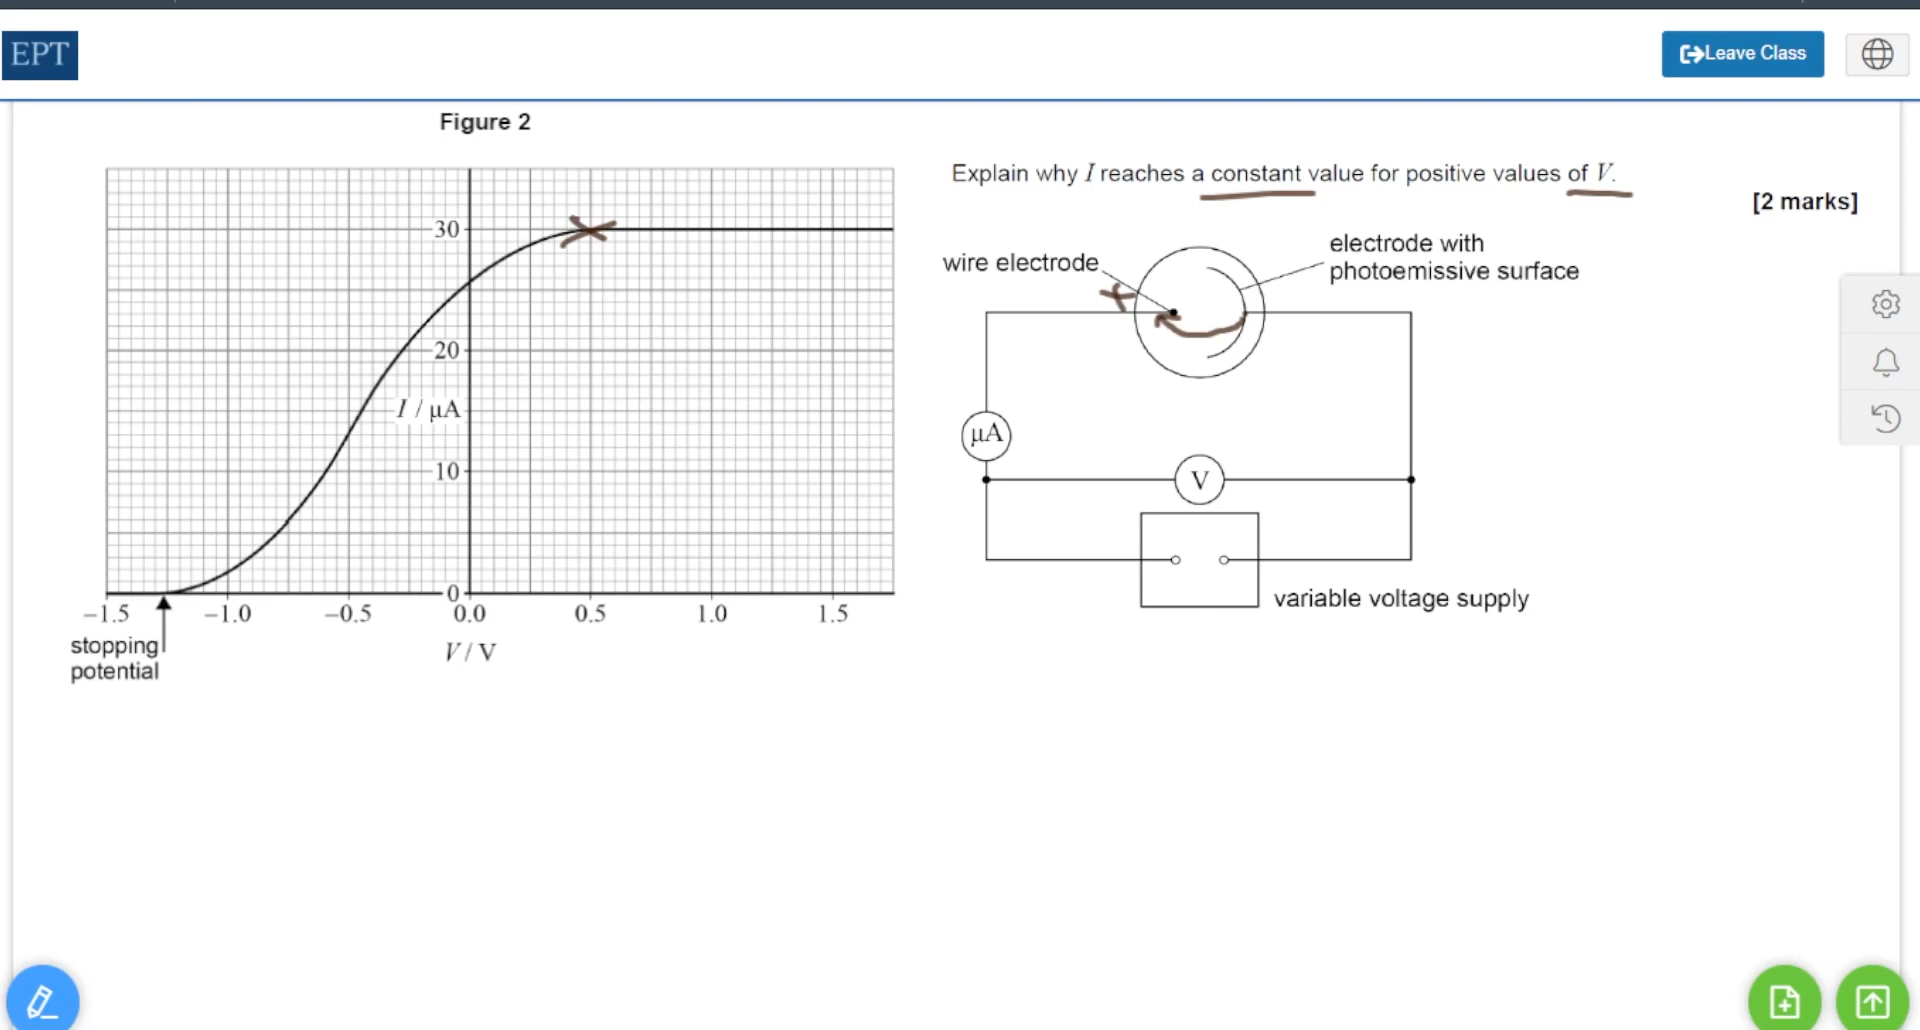 EPT
Leave Class
Figure 2
Explain why I reaches a constant value for positive values of V.
[2 marks]
30
20
I / μA
10
0
−1.5
−1.0
−0.5
0.0
0.5
1.0
1.5
V / V
stopping
potential
wire electrode
electrode with
photoemissive surface
μA
V
variable voltage supply